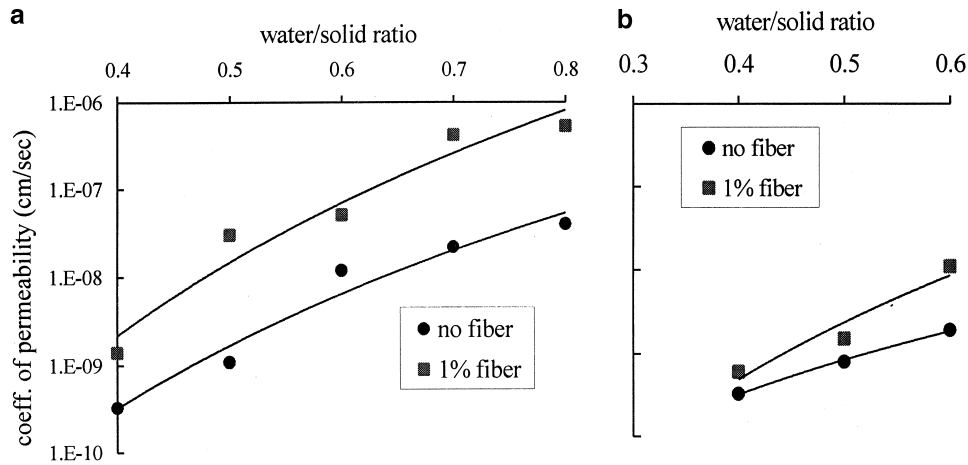 a
water/solid ratio
0.4 0.5 0.6 0.7 0.8
1.E-06
1.E-07
1.E-08
1.E-09
1.E-10
coeff. of permeability (cm/sec)
no fiber
1% fiber
b
water/solid ratio
0.3 0.4 0.5 0.6
no fiber
1% fiber